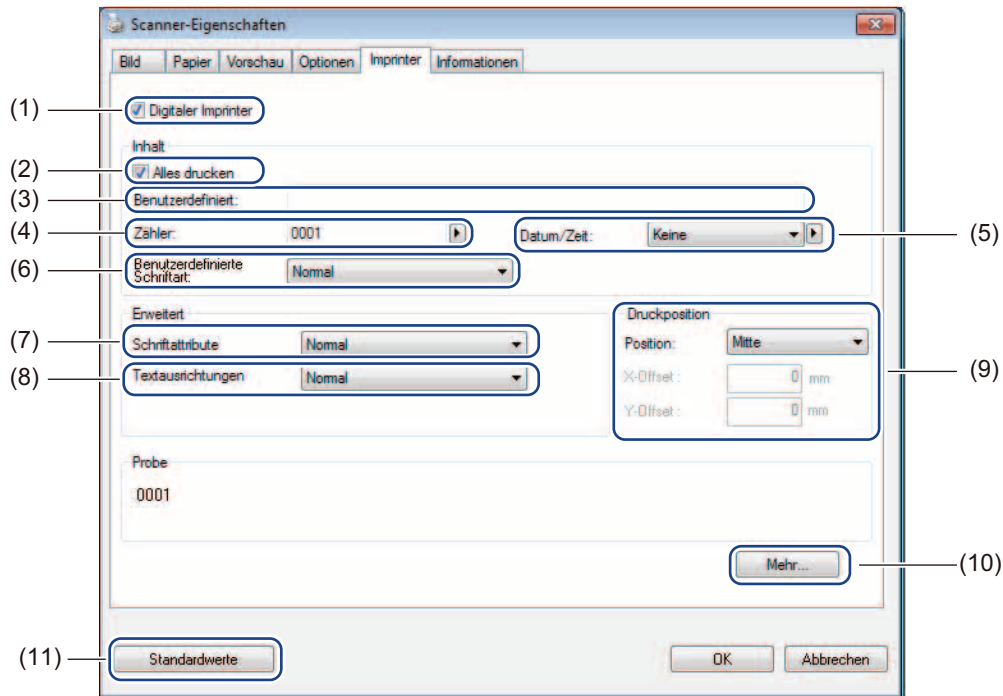 Scanner-Eigenschaften
Bild Papier Vorschau Optionen Imprinter Informationen
(1) Digitaler Imprinter
Inhalt
(2) Alles drucken
(3) Benutzerdefiniert:
(4) Zähler: 0001 Datum/Zeit: Keine (5)
(6) Benutzerdefinierte Schriftart: Normal
Erweitert Druckposition
(7) Schriftattribute Normal Position: Mitte
(8) Textausrichtungen Normal X-Offset : 0 mm (9)
Y-Offset : 0 mm
Probe
0001
Mehr... (10)
(11) Standardwerte OK Abbrechen